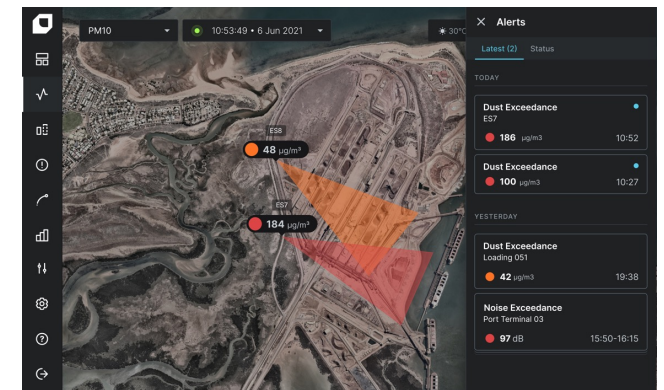 PM10
10:53:49 • 6 Jun 2021
30°C
ES8
48 µg/m³
ES7
184 µg/m³
Alerts
Latest (2) Status
TODAY
Dust Exceedance
ES7
186 µg/m3 10:52
Dust Exceedance
100 µg/m3 10:27
YESTERDAY
Dust Exceedance
Loading 051
42 µg/m3 19:38
Noise Exceedance
Port Terminal 03
97 dB 15:50-16:15